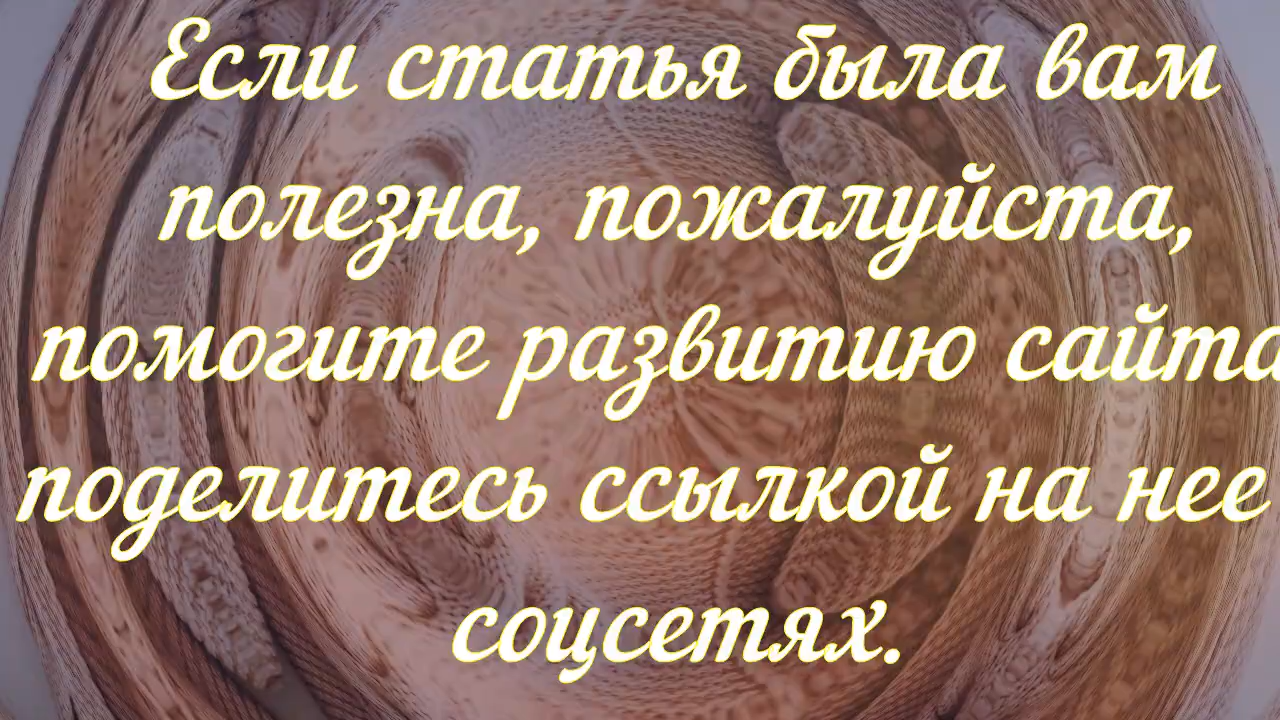 Если статья была вам
полезна, пожалуйста,
помогите развитию сайта
поделитесь ссылкой на нее
соцсетях.